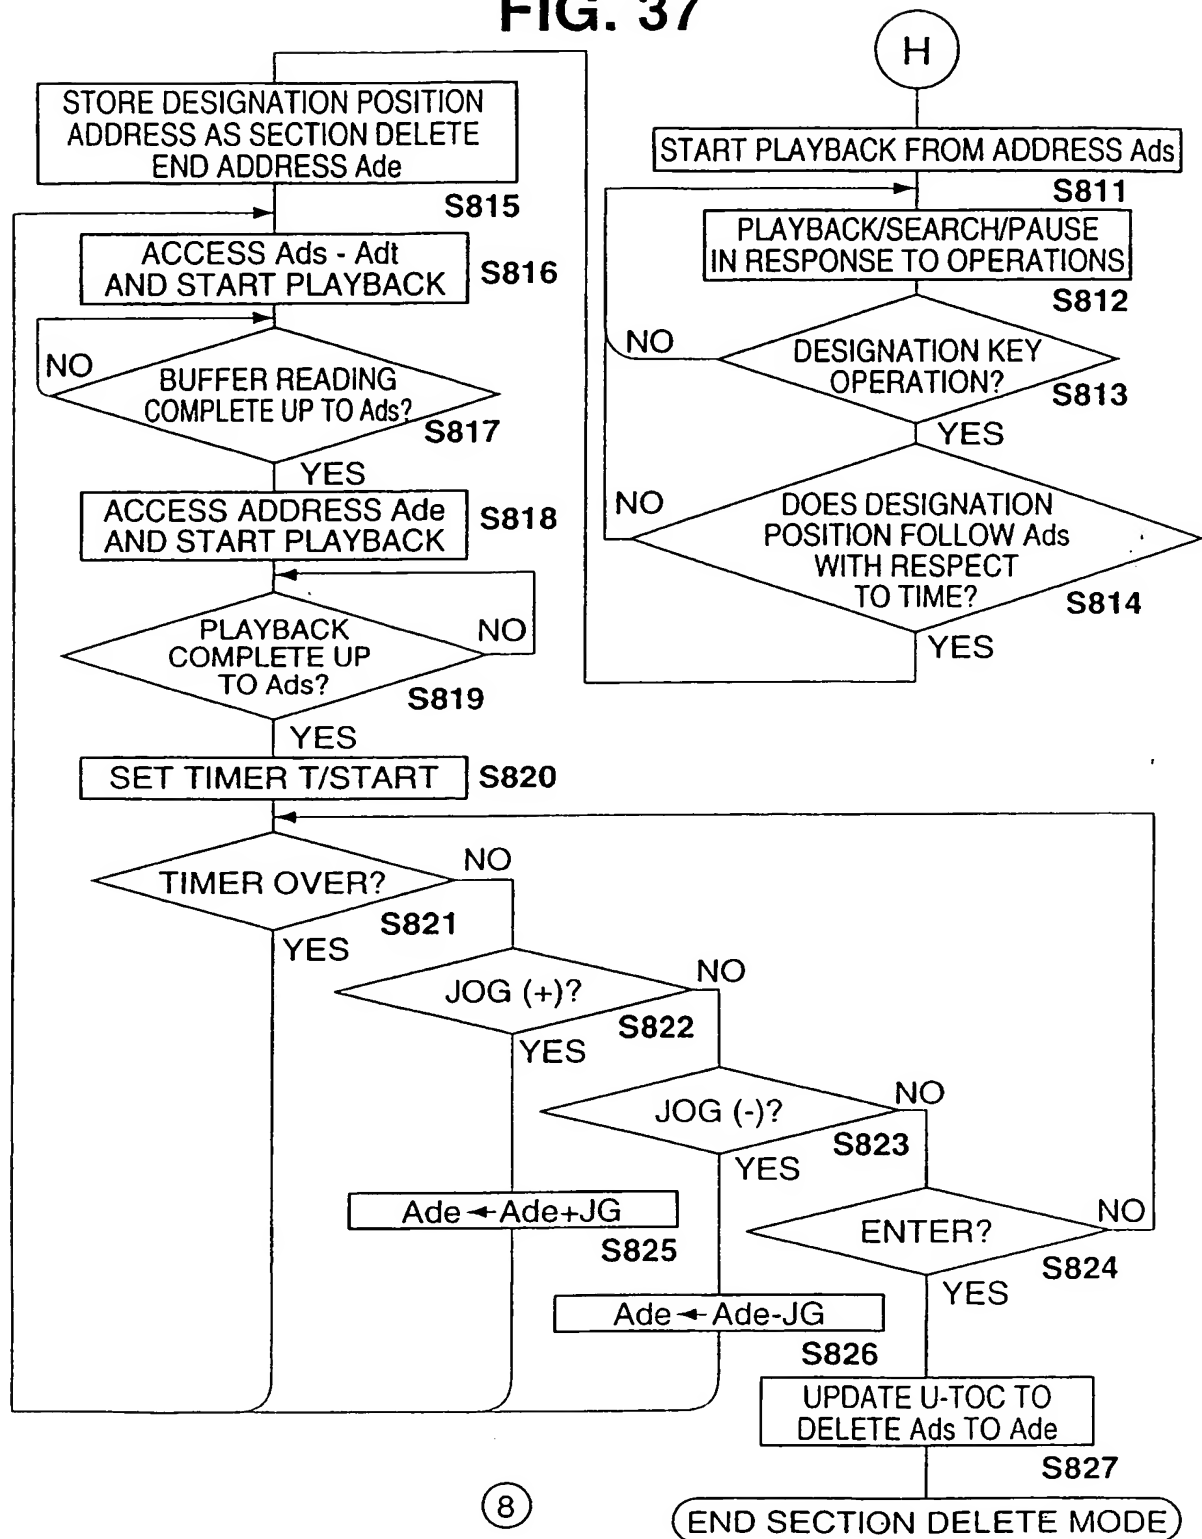 FIG. 37
H
START PLAYBACK FROM ADDRESS Ads
S811
PLAYBACK/SEARCH/PAUSE
IN RESPONSE TO OPERATIONS
S812
DESIGNATION KEY
OPERATION?
S813
NO
YES
DOES DESIGNATION
POSITION FOLLOW Ads
WITH RESPECT
TO TIME?
S814
NO
YES
STORE DESIGNATION POSITION
ADDRESS AS SECTION DELETE
END ADDRESS Ade
S815
ACCESS Ads - Adt
AND START PLAYBACK
S816
NO
BUFFER READING
COMPLETE UP TO Ads?
S817
YES
ACCESS ADDRESS Ade
AND START PLAYBACK
S818
PLAYBACK
COMPLETE UP
TO Ads?
NO
S819
YES
SET TIMER T/START
S820
TIMER OVER?
NO
S821
YES
JOG (+)?
NO
S822
YES
JOG (-)?
NO
S823
YES
Ade←Ade+JG
S825
ENTER?
NO
S824
YES
Ade←Ade-JG
S826
UPDATE U-TOC TO
DELETE Ads TO Ade
S827
8
END SECTION DELETE MODE